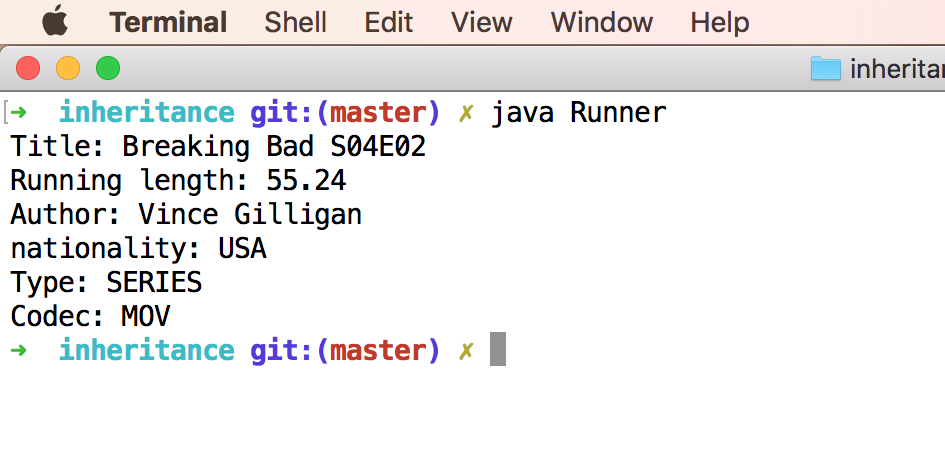 Terminal Shell Edit View Window Help
[➜ inheritance git:(master) ✗ java Runner
Title: Breaking Bad S04E02
Running length: 55.24
Author: Vince Gilligan
nationality: USA
Type: SERIES
Codec: MOV
➜ inheritance git:(master) ✗